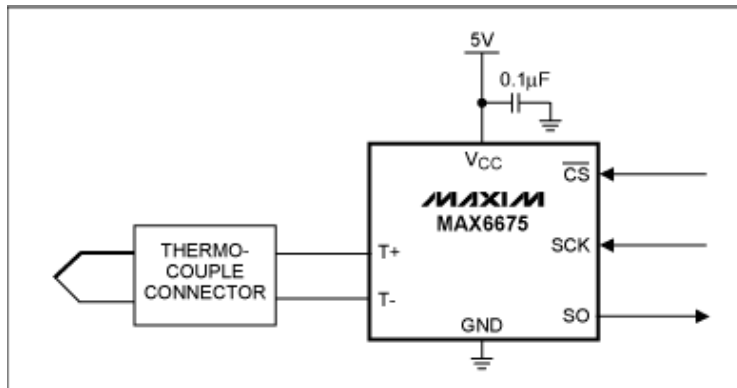 5V
0.1µF
VCC
CS
MAXIM
MAX6675
THERMO-
COUPLE
CONNECTOR
T+
SCK
T-
GND
SO